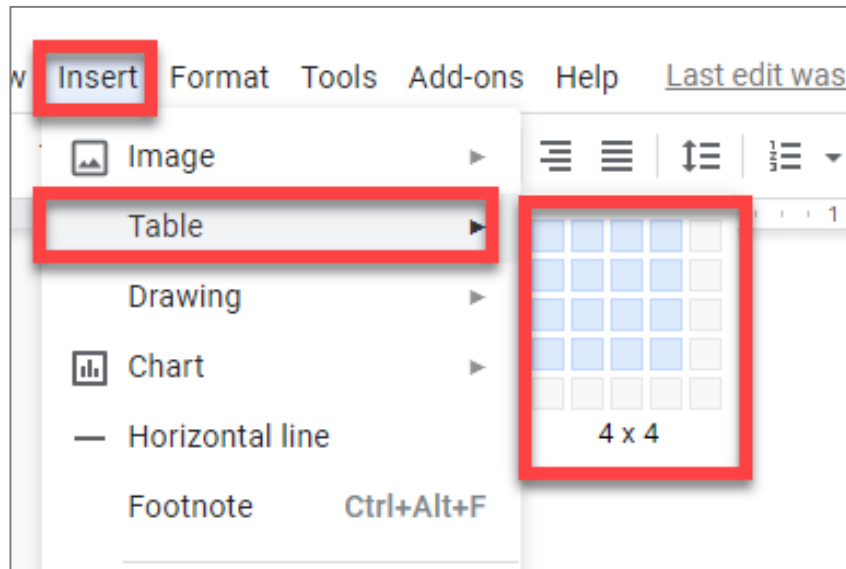 Insert Format Tools Add-ons Help Last edit was
Image
1
Table
Drawing
Chart
4 x 4
Horizontal line
Footnote Ctrl+Alt+F